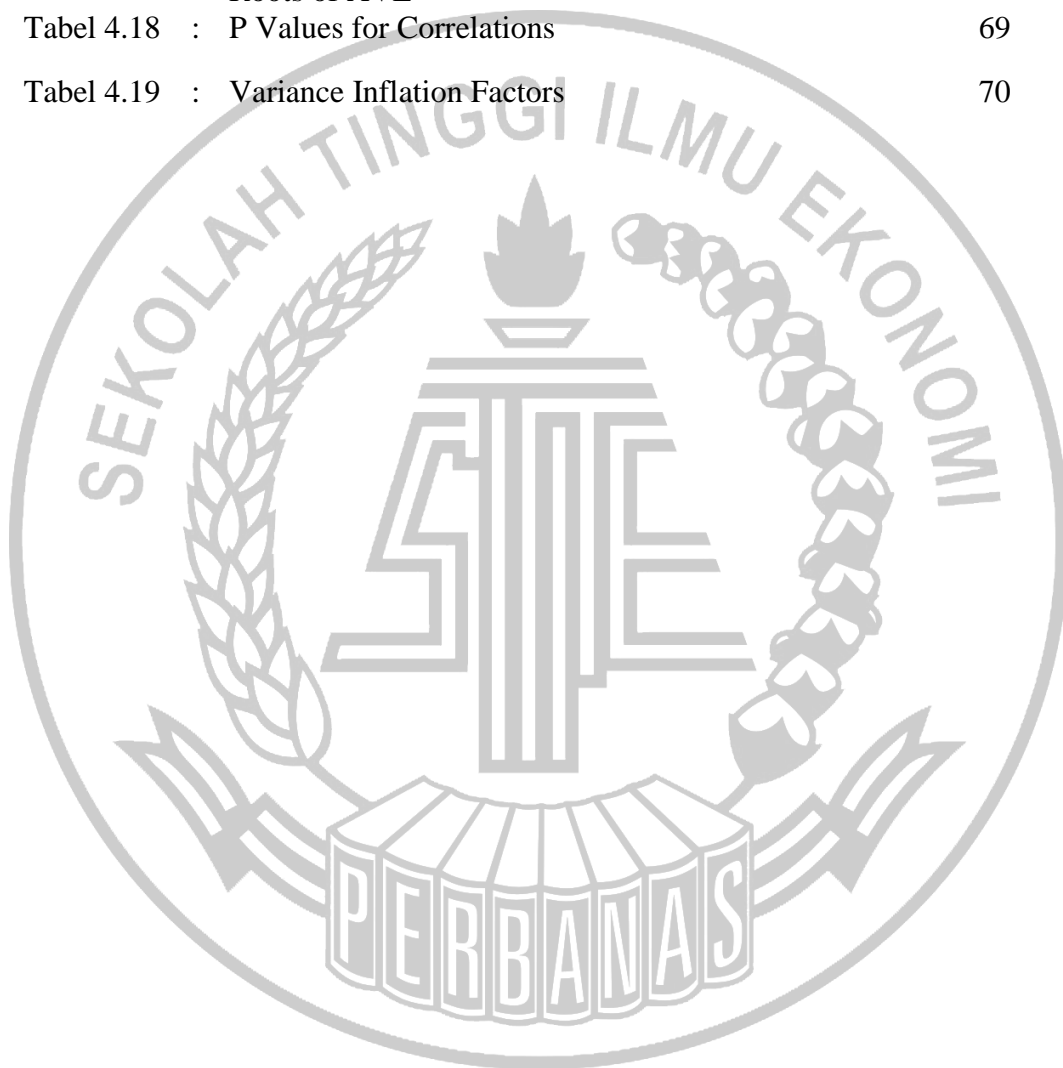 Roots of AVE
Tabel 4.18 : P Values for Correlations 69
Tabel 4.19 : Variance Inflation Factors 70
SEKOLAH TINGGI ILMU EKONOMI
STIE
PERBANAS